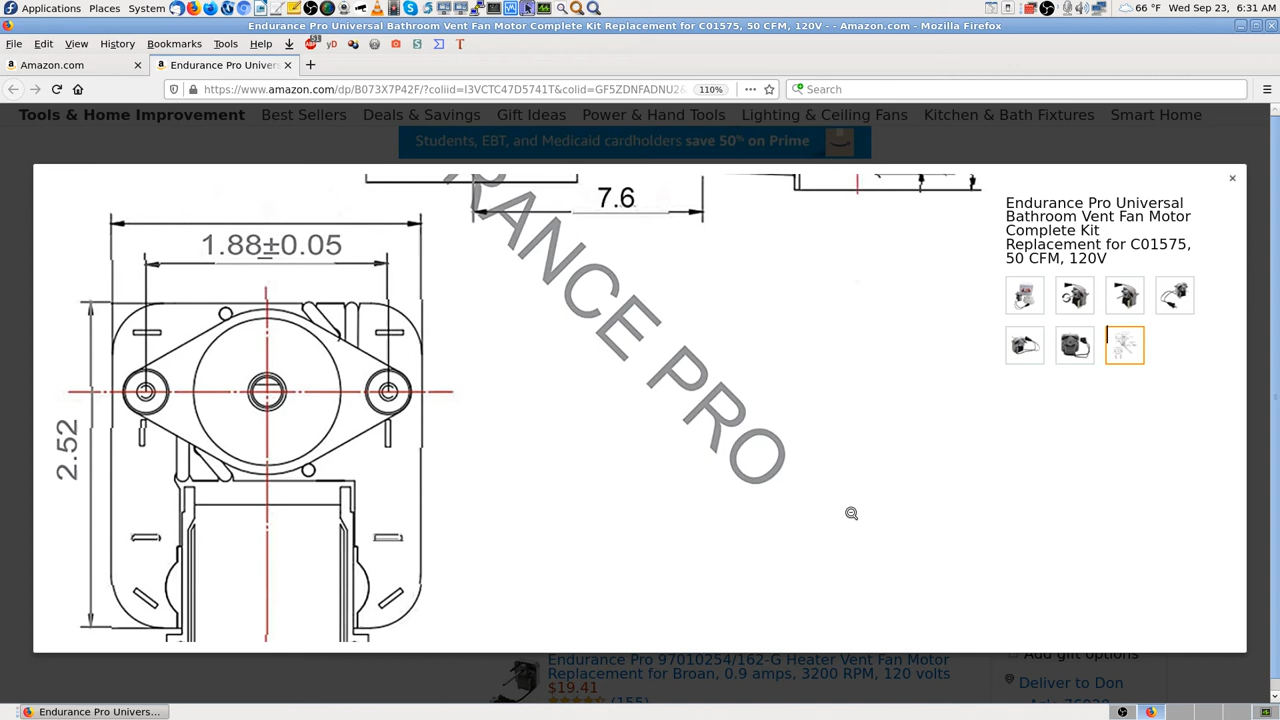 Applications Places System
66 °F Wed Sep 23, 6:31 AM
Endurance Pro Universal Bathroom Vent Fan Motor Complete Kit Replacement for C01575, 50 CFM, 120V - - Amazon.com - Mozilla Firefox
File Edit View History Bookmarks Tools Help
Amazon.com
Endurance Pro Univers
https://www.amazon.com/dp/B073X7P42F/?coliid=I3VCTC47D5741T&colid=GF5ZDNFADNU2&
110%
Search
Tools & Home Improvement Best Sellers Deals & Savings Gift Ideas Power & Hand Tools Lighting & Ceiling Fans Kitchen & Bath Fixtures Smart Home
Students, EBT, and Medicaid cardholders save 50% on Prime
7.6
RANCE PRO
1.88±0.05
2.52
Endurance Pro Universal
Bathroom Vent Fan Motor
Complete Kit
Replacement for C01575,
50 CFM, 120V
Endurance Pro 97010254/162-G Heater Vent Fan Motor
Replacement for Broan, 0.9 amps, 3200 RPM, 120 volts
$19.41
(155)
Add gift options
Deliver to Don
Endurance Pro Univers...